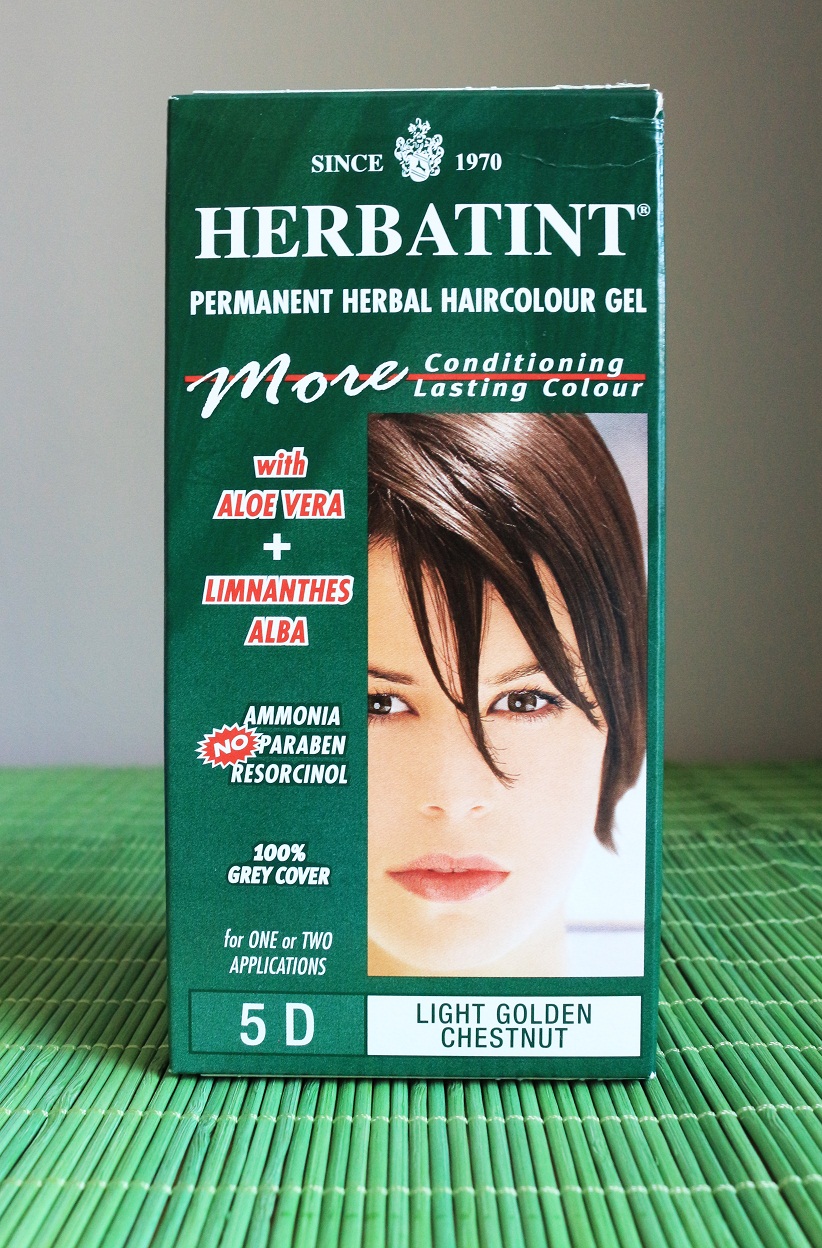 SINCE 1970
HERBATINT®
PERMANENT HERBAL HAIRCOLOUR GEL
More Conditioning
Lasting Colour
with
ALOE VERA
+
LIMNANTHES
ALBA
AMMONIA
NO PARABEN
RESORCINOL
100%
GREY COVER
for ONE or TWO
APPLICATIONS
5 D
LIGHT GOLDEN
CHESTNUT